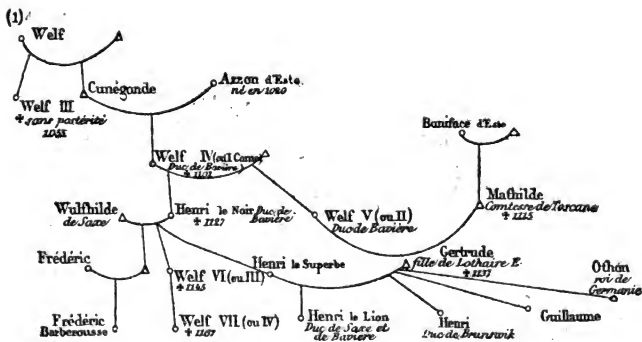 (1)
Welf
Cunégonde
Azzon d'Este
né en 1020
Welf III
✝ sans postérité
1055
Boniface d'Este
Welf IV (ou I Comp)
Duc de Bavière
✝ 1101
Mathilde
Comtesse de Toscane
✝ 1115
Wulfhilde
de Saxe
Henri le Noir Duc de Bavière
✝ 1127
Welf V (ou II)
Duc de Bavière
Gertrude
fille de Lothaire E.
✝ 1157
Frédéric
Welf VI (ou III)
Henri le Superbe
Othon
roi de
Germanie
Frédéric
Barberousse
Welf VII (ou IV)
✝ 1167
Henri le Lion
Duc de Saxe et
de Bavière
Henri
Duc de Brunswik
Guillaume